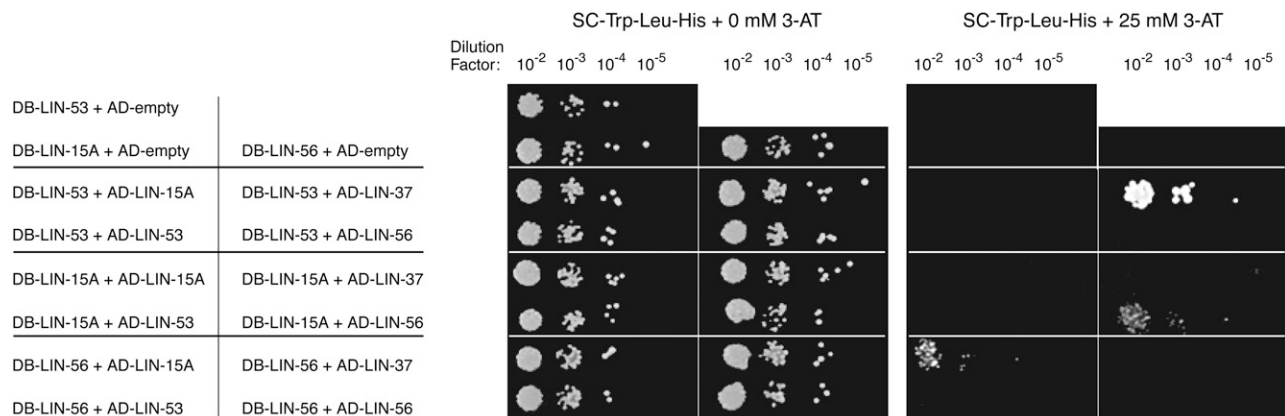 SC-Trp-Leu-His + 0 mM 3-AT SC-Trp-Leu-His + 25 mM 3-AT
Dilution
Factor: 10-2 10-3 10-4 10-5 10-2 10-3 10-4 10-5 10-2 10-3 10-4 10-5 10-2 10-3 10-4 10-5
DB-LIN-53 + AD-empty
DB-LIN-15A + AD-empty DB-LIN-56 + AD-empty
DB-LIN-53 + AD-LIN-15A DB-LIN-53 + AD-LIN-37
DB-LIN-53 + AD-LIN-53 DB-LIN-53 + AD-LIN-56
DB-LIN-15A + AD-LIN-15A DB-LIN-15A + AD-LIN-37
DB-LIN-15A + AD-LIN-53 DB-LIN-15A + AD-LIN-56
DB-LIN-56 + AD-LIN-15A DB-LIN-56 + AD-LIN-37
DB-LIN-56 + AD-LIN-53 DB-LIN-56 + AD-LIN-56